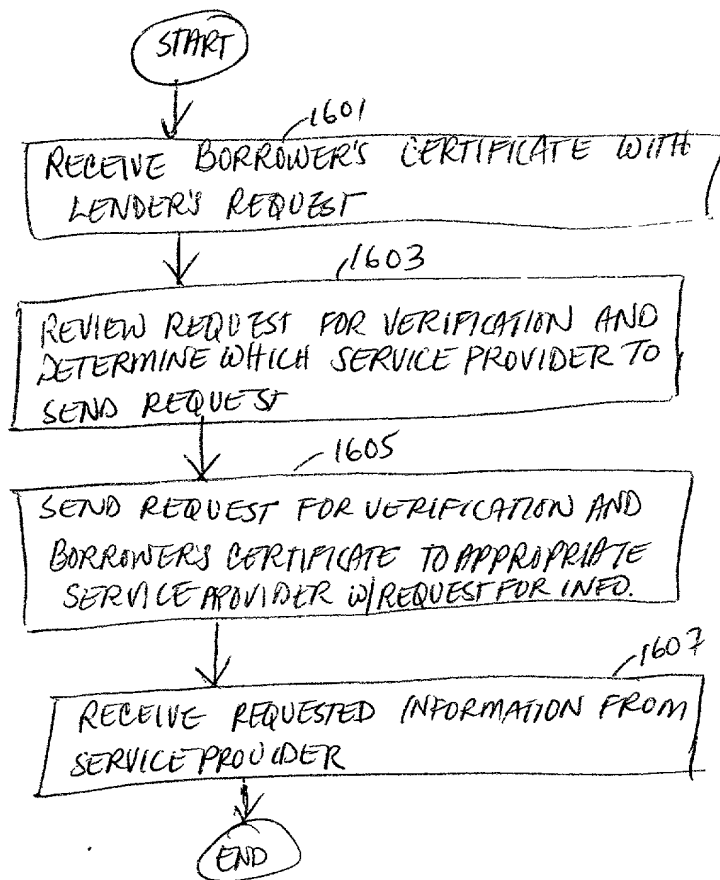 START
1601
RECEIVE BORROWER'S CERTIFICATE WITH
LENDER'S REQUEST
1603
REVIEW REQUEST FOR VERIFICATION AND
DETERMINE WHICH SERVICE PROVIDER TO
SEND REQUEST
1605
SEND REQUEST FOR VERIFICATION AND
BORROWER'S CERTIFICATE TO APPROPRIATE
SERVICE PROVIDER W/REQUEST FOR INFO.
1607
RECEIVE REQUESTED INFORMATION FROM
SERVICE PROVIDER
END